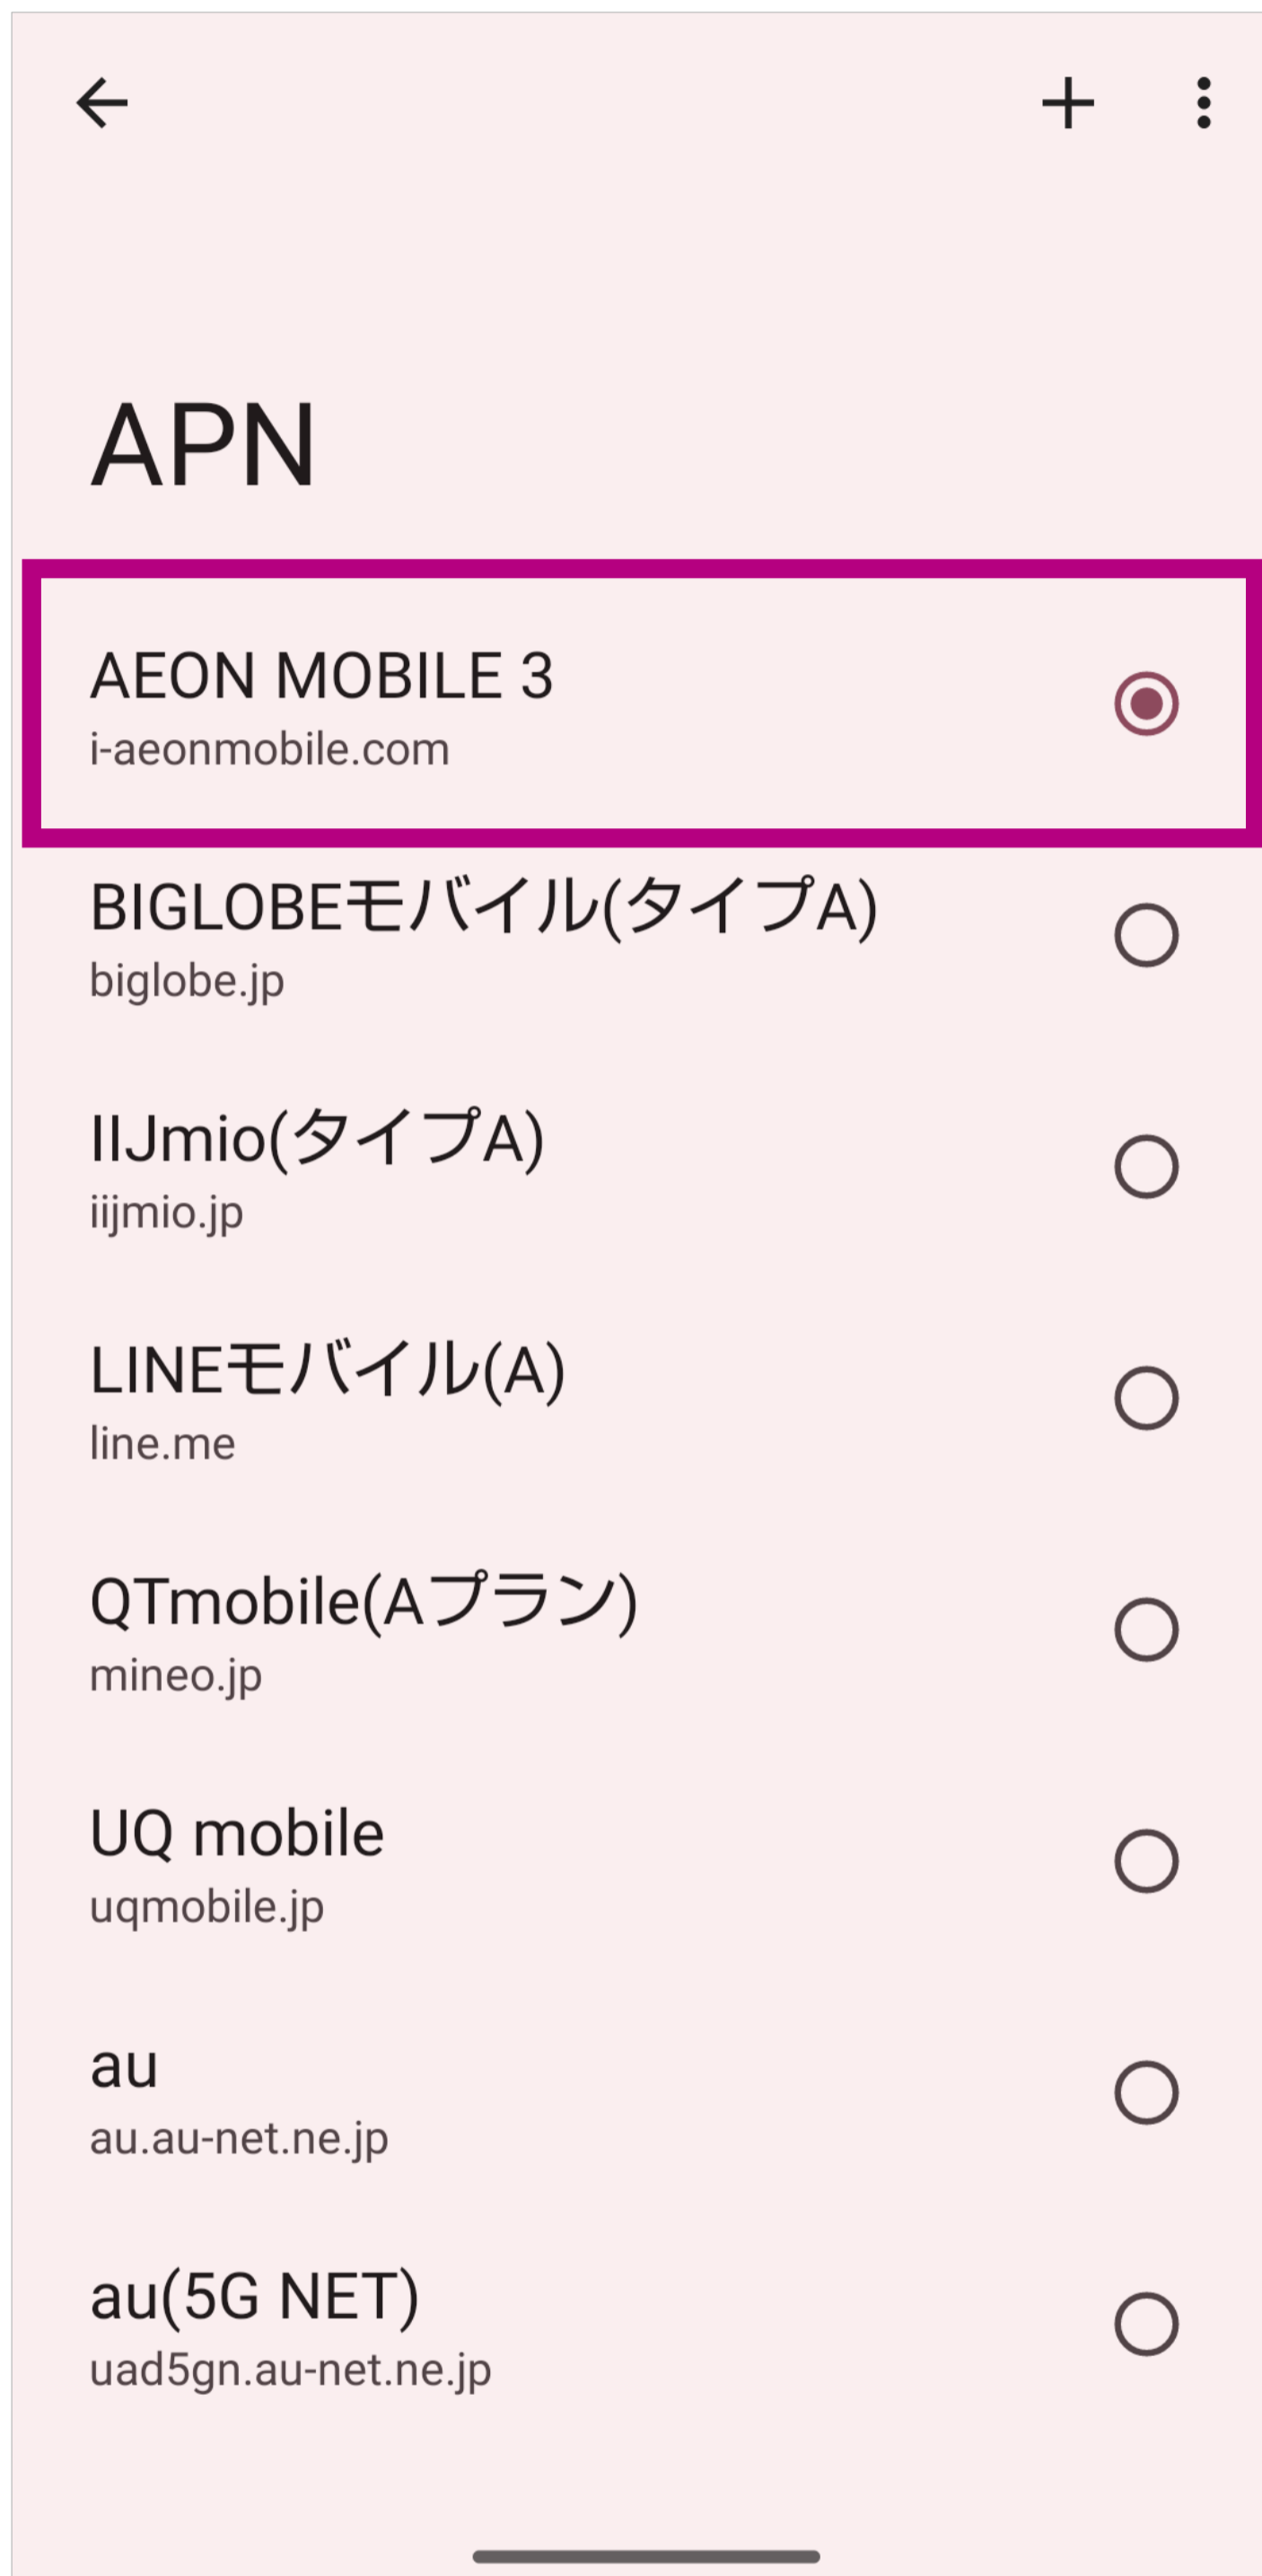 APN
AEON MOBILE 3
i-aeonmobile.com
BIGLOBEモバイル(タイプA)
biglobe.jp
IIJmio(タイプA)
iijmio.jp
LINEモバイル(A)
line.me
QTmobile(Aプラン)
mineo.jp
UQ mobile
uqmobile.jp
au
au.au-net.ne.jp
au(5G NET)
uad5gn.au-net.ne.jp